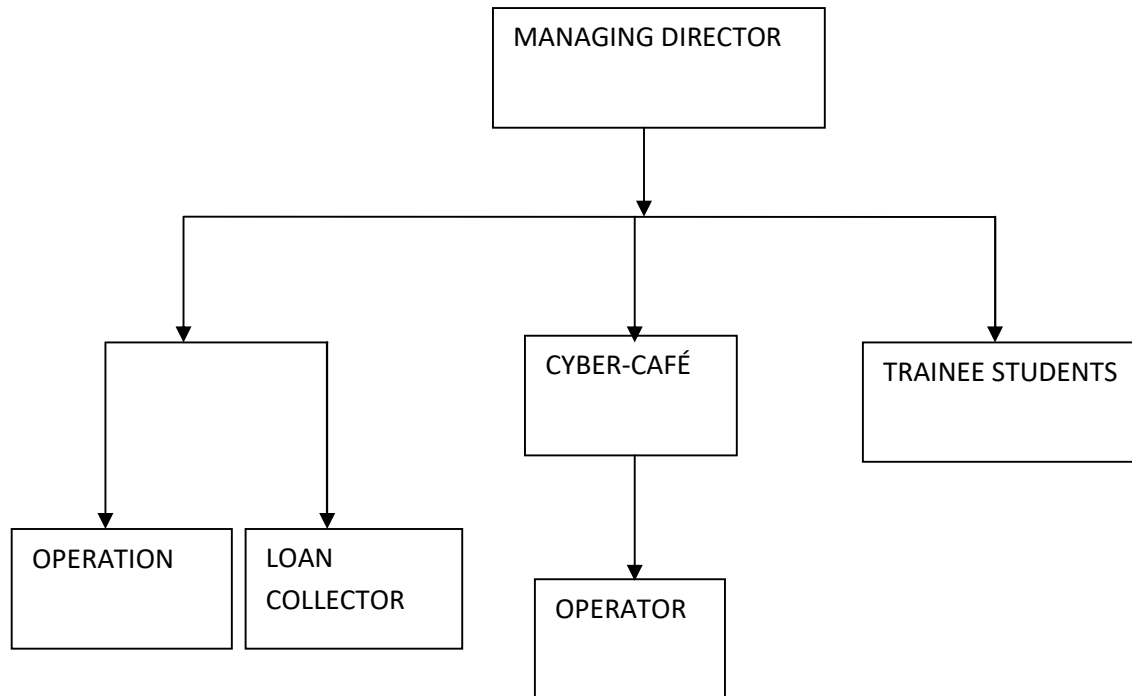 MANAGING DIRECTOR
CYBER-CAFÉ
TRAINEE STUDENTS
OPERATION
LOAN
COLLECTOR
OPERATOR